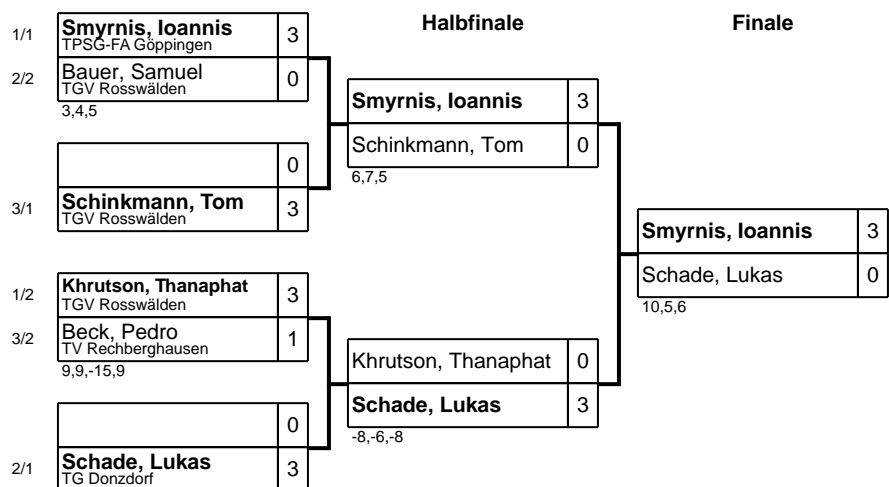 Halbfinale
Finale
1/1 Smyrnis, Ioannis 3
TPSG-FA Göppingen
2/2 Bauer, Samuel 0
TGV Rosswälden
3,4,5
0
3/1 Schinkmann, Tom 3
TGV Rosswälden
1/2 Khrutson, Thanaphat 3
TGV Rosswälden
3/2 Beck, Pedro 1
TV Rechberghausen
9,9,-15,9
0
2/1 Schade, Lukas 3
TG Donzdorf
Smyrnis, Ioannis 3
Schinkmann, Tom 0
6,7,5
Khrutson, Thanaphat 0
Schade, Lukas 3
-8,-6,-8
Smyrnis, Ioannis 3
Schade, Lukas 0
10,5,6